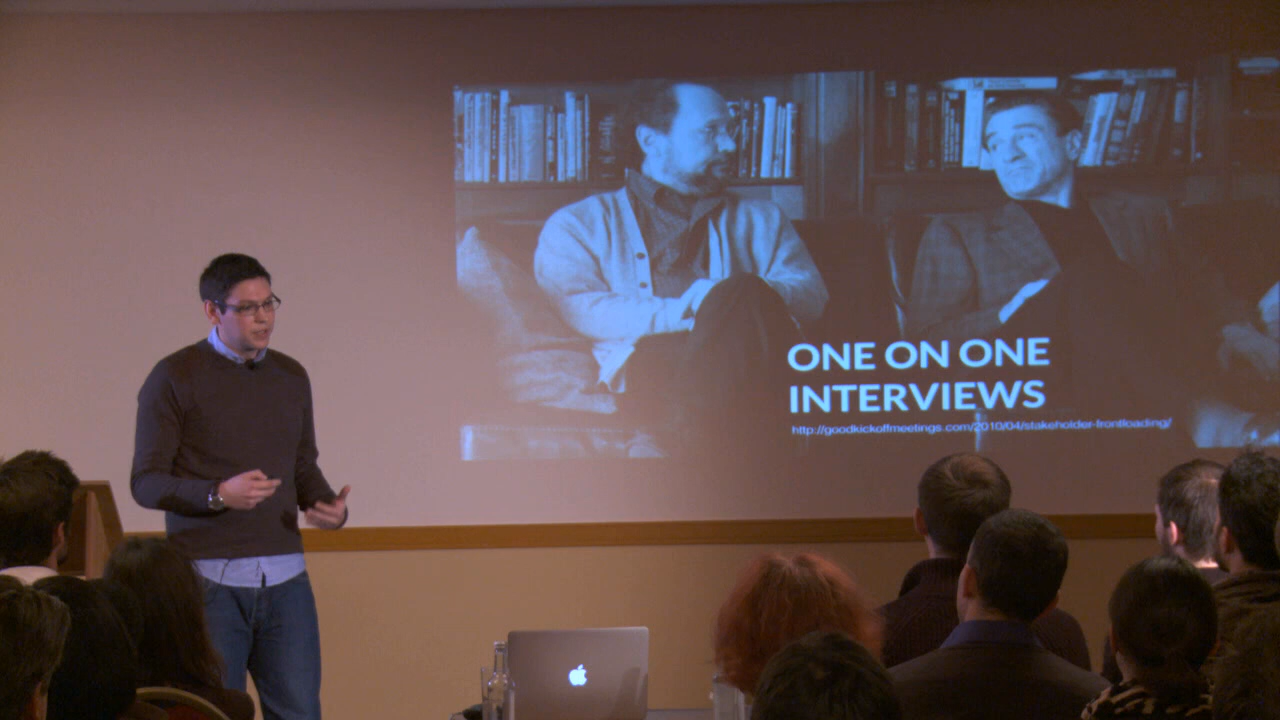 ONE ON ONE
INTERVIEWS
http://goodkickoffmeetings.com/2010/04/stakeholder-frontloading/